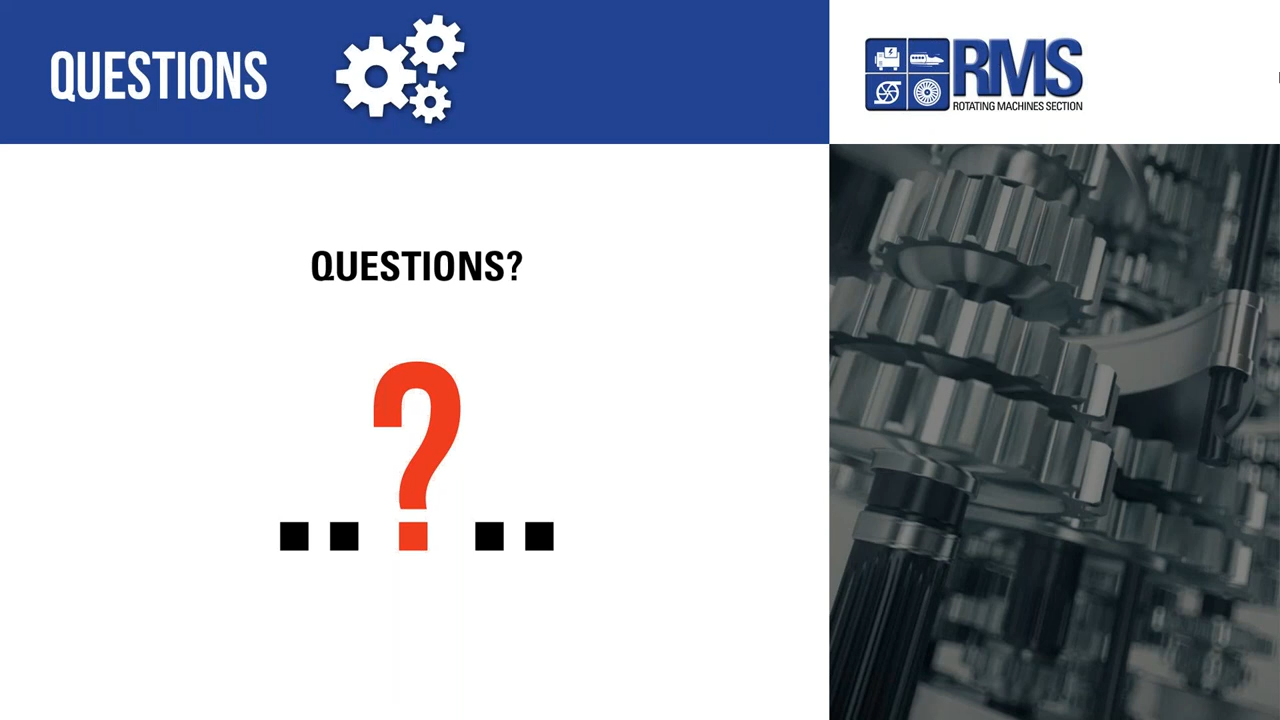 QUESTIONS
RMS
ROTATING MACHINES SECTION
QUESTIONS?
..?..